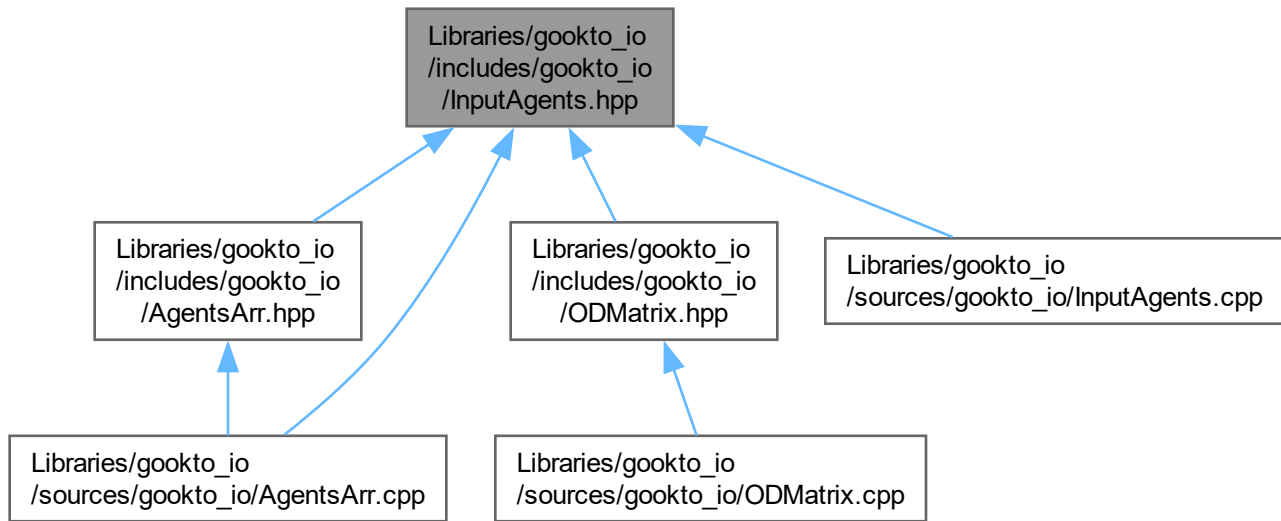 Libraries/gookto_io
/includes/gookto_io
/InputAgents.hpp
Libraries/gookto_io
/includes/gookto_io
/AgentsArr.hpp
Libraries/gookto_io
/includes/gookto_io
/ODMatrix.hpp
Libraries/gookto_io
/sources/gookto_io/InputAgents.cpp
Libraries/gookto_io
/sources/gookto_io/AgentsArr.cpp
Libraries/gookto_io
/sources/gookto_io/ODMatrix.cpp